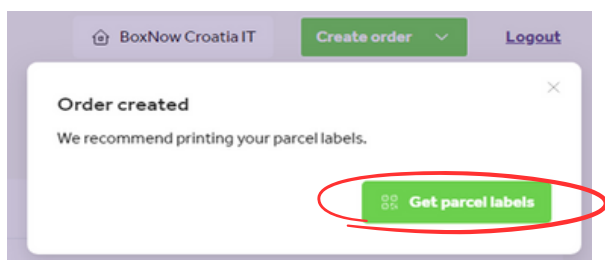 BoxNow Croatia IT Create order Logout
Order created
We recommend printing your parcel labels.
Get parcel labels